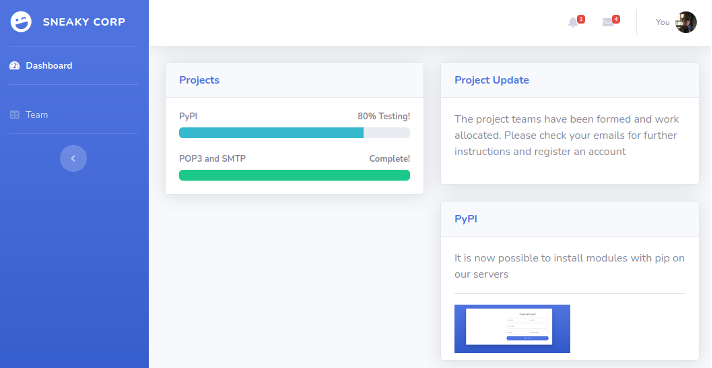 SNEAKY CORP
1
4
You
Dashboard
Team
Projects
PyPI
80% Testing!
POP3 and SMTP
Complete!
Project Update
The project teams have been formed and work
allocated. Please check your emails for further
instructions and register an account
PyPI
It is now possible to install modules with pip on
our servers